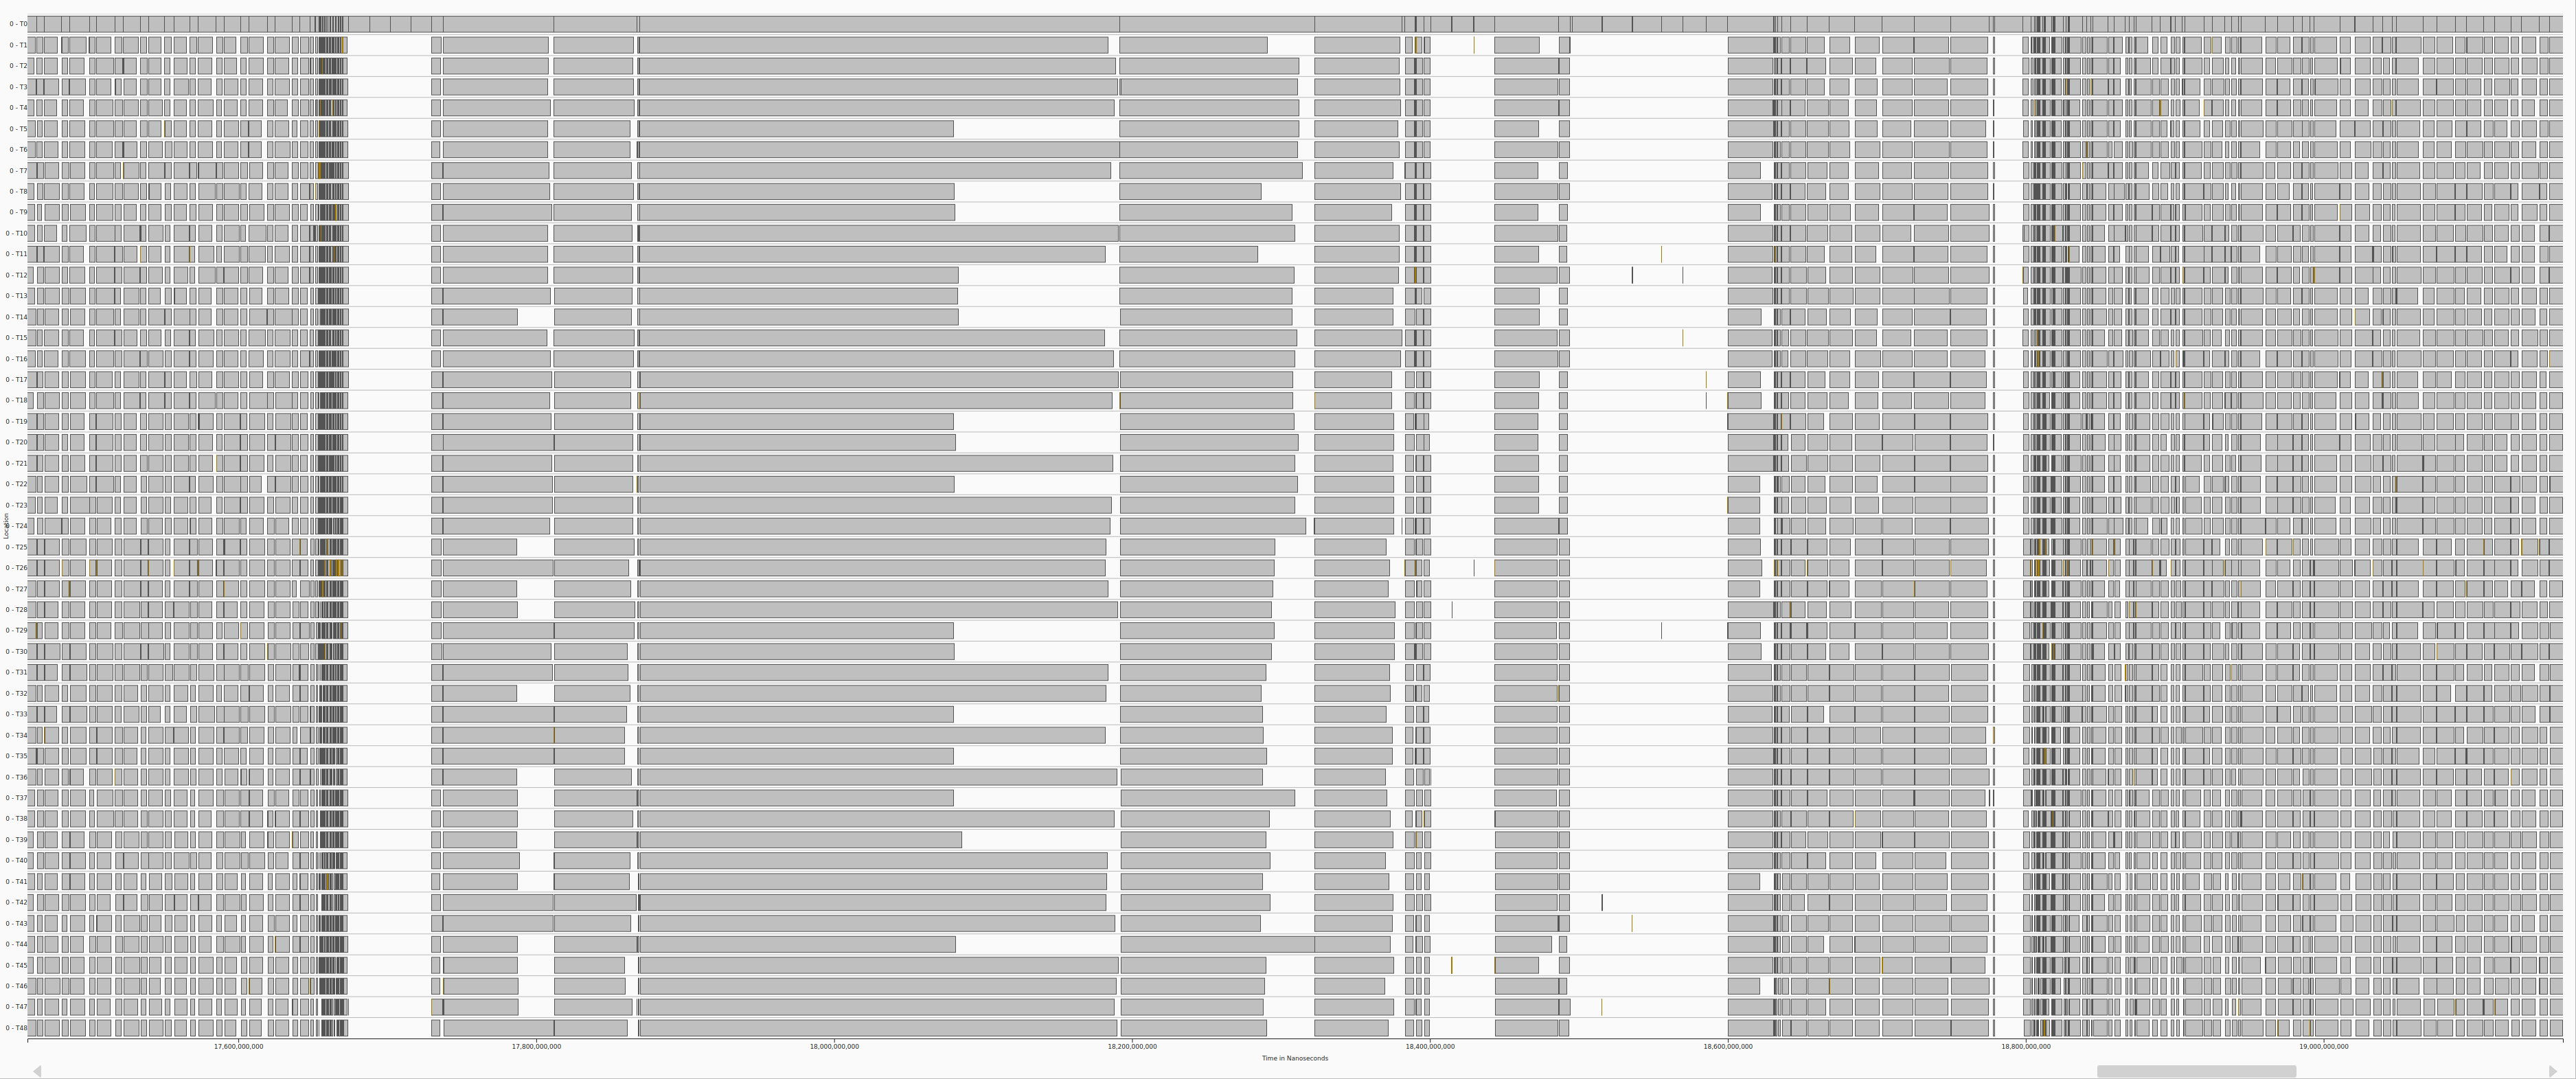 0 - T0
0 - T1
0 - T2
0 - T3
0 - T4
0 - T5
0 - T6
0 - T7
0 - T8
0 - T9
0 - T10
0 - T11
0 - T12
0 - T13
0 - T14
0 - T15
0 - T16
0 - T17
0 - T18
0 - T19
0 - T20
0 - T21
0 - T22
0 - T23
0 - T24
Location
0 - T25
0 - T26
0 - T27
0 - T28
0 - T29
0 - T30
0 - T31
0 - T32
0 - T33
0 - T34
0 - T35
0 - T36
0 - T37
0 - T38
0 - T39
0 - T40
0 - T41
0 - T42
0 - T43
0 - T44
0 - T45
0 - T46
0 - T47
0 - T48
17,600,000,000 17,800,000,000 18,000,000,000 18,200,000,000 18,400,000,000 18,600,000,000 18,800,000,000 19,000,000,000
Time in Nanoseconds